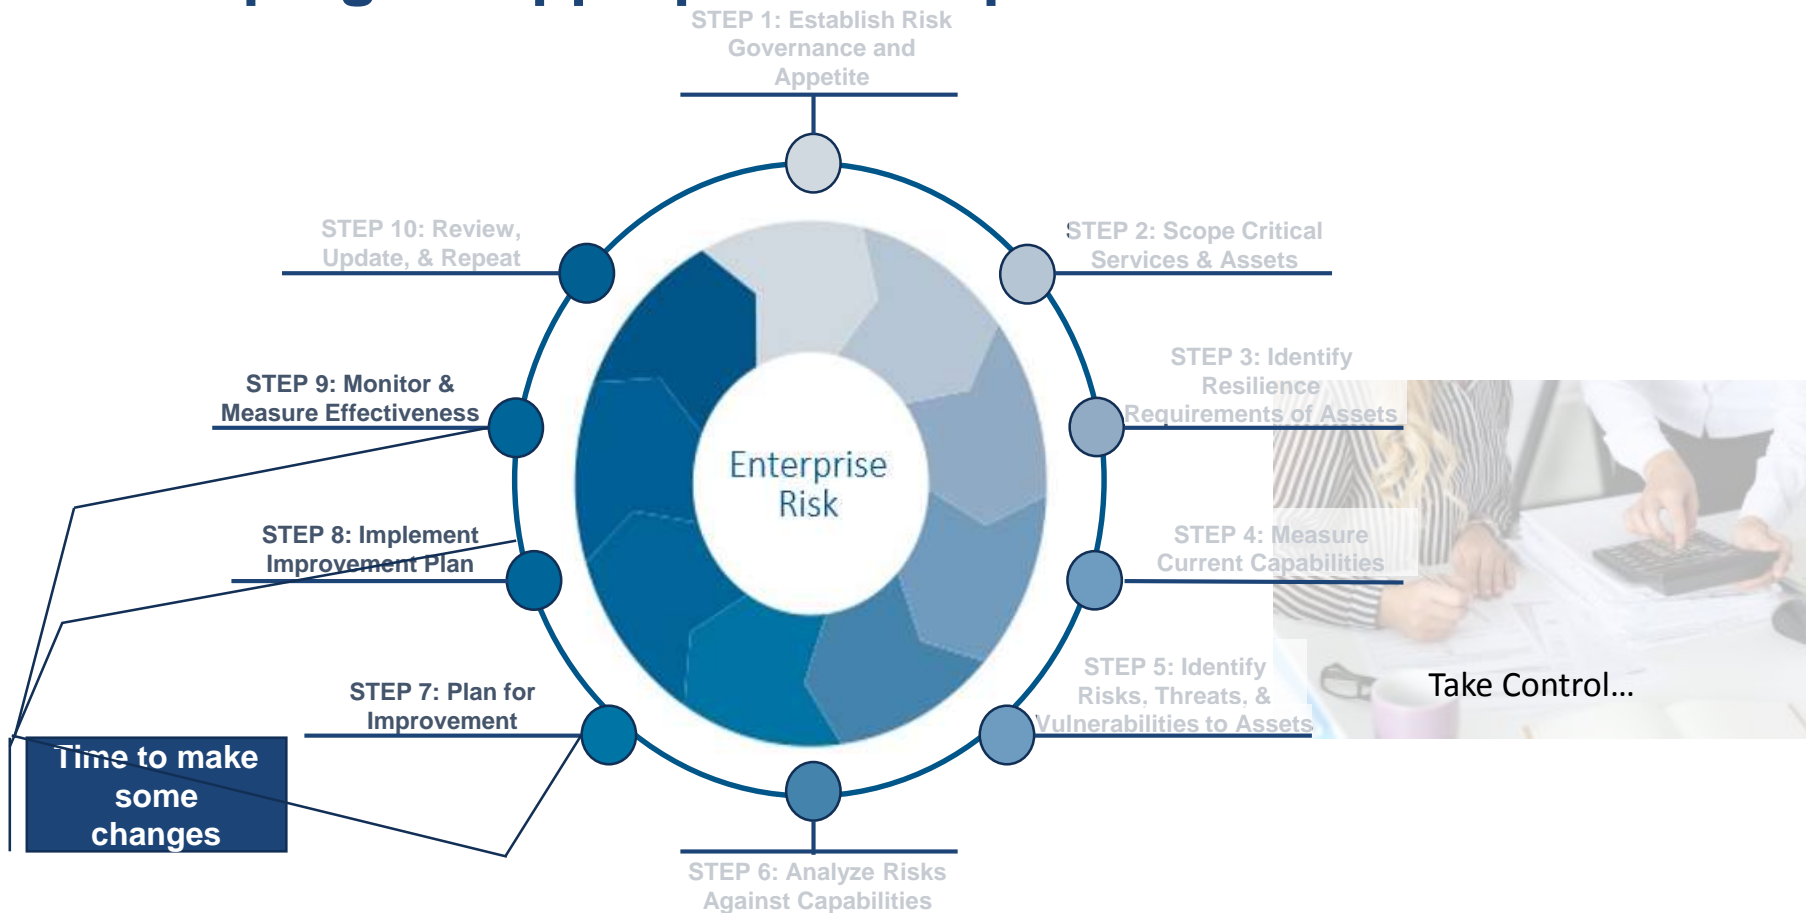 STEP 1: Establish Risk
Governance and
Appetite
STEP 10: Review,
Update, & Repeat
STEP 2: Scope Critical
Services & Assets
STEP 3: Identify
Resilience
Requirements of Assets
STEP 9: Monitor &
Measure Effectiveness
Enterprise
Risk
STEP 8: Implement
Improvement Plan
STEP 4: Measure
Current Capabilities
STEP 5: Identify
Risks, Threats, &
Vulnerabilities to Assets
Take Control...
STEP 7: Plan for
Improvement
Time to make
some
changes
STEP 6: Analyze Risks
Against Capabilities